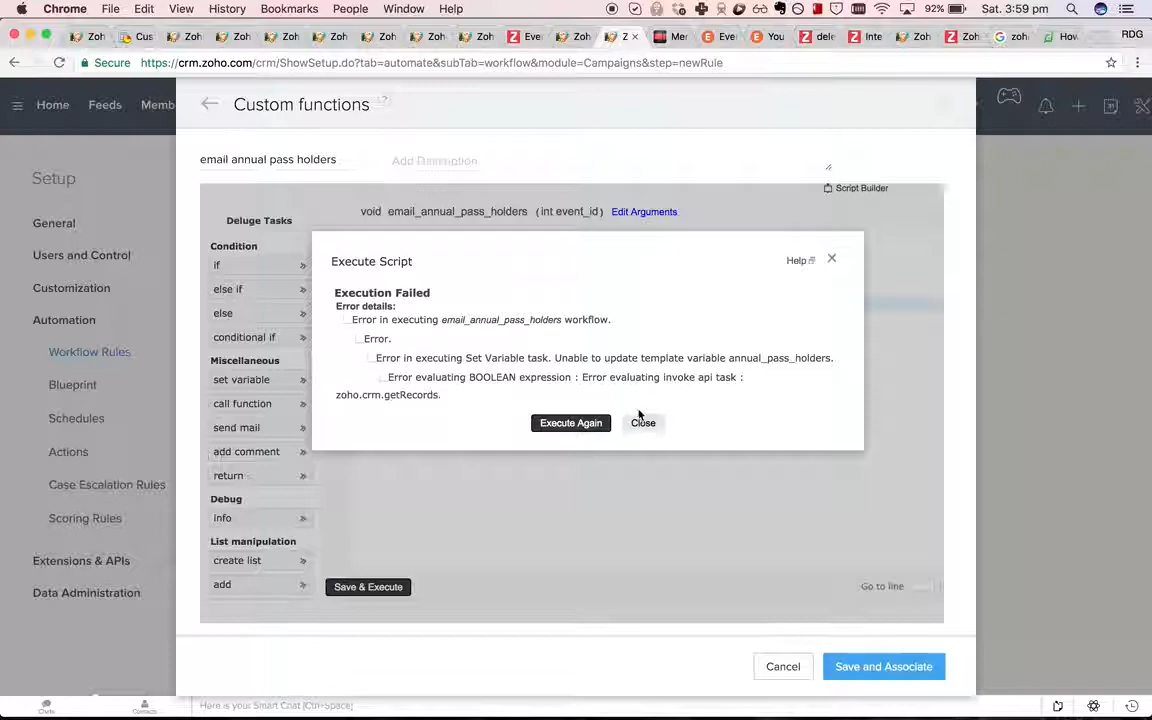 Chrome File Edit View History Bookmarks People Window Help 92% Sat. 3:59 pm
Zoh Cus Zoh Zoh Zoh Zoh Zoh Zoh Zoh Eve Zoh Z Me Eve You dele Inte Zoh Zoh zoh How RDG
Secure https://crm.zoho.com/crm/ShowSetup.do?tab=automate&subTab=workflow&module=Campaigns&step=newRule
Home Feeds Memb
Custom functions ?
email annual pass holders
Setup
Script Builder
void email_annual_pass_holders (int event_id) Edit Arguments
Deluge Tasks
General
Condition
Users and Control
if
Execute Script
Help
Customization
else if
Execution Failed
Error details:
Automation
else
Error in executing email_annual_pass_holders workflow.
conditional if
Error.
Workflow Rules
Miscellaneous
Error in executing Set Variable task. Unable to update template variable annual_pass_holders.
Blueprint
set variable
Error evaluating BOOLEAN expression : Error evaluating invoke api task :
zoho.crm.getRecords.
Schedules
call function
send mail
Execute Again Close
Actions
add comment
return
Case Escalation Rules
Debug
Scoring Rules
info
List manipulation
Extensions & APIs
create list
Data Administration
add
Save & Execute
Go to line
Cancel Save and Associate
Chats Contacts Here is your Smart Chat (Ctrl+Space)